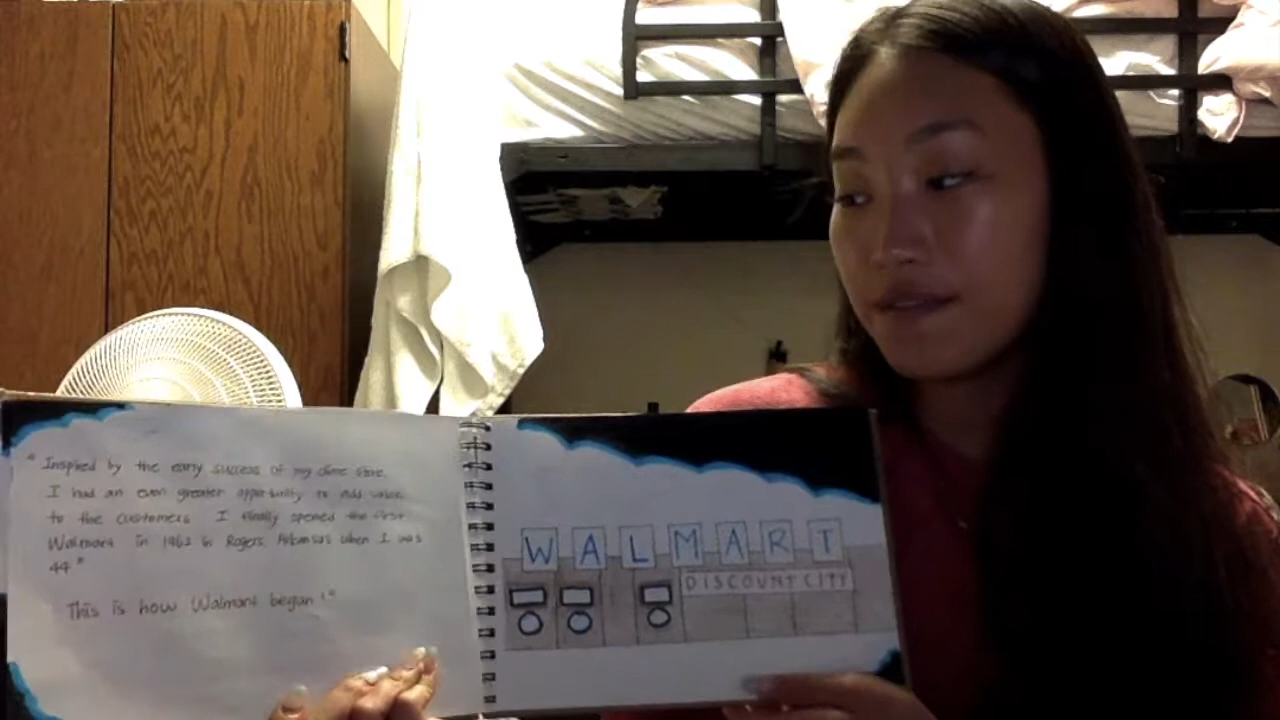 "Inspired by the early success of my dime store.
I had an even greater opportunity to add value
to the customers. I finally opened the first
Walmart in 1962 in Rogers, Arkansas when I was
44"
This is how Walmart began!"
WALMART
DISCOUNT CITY